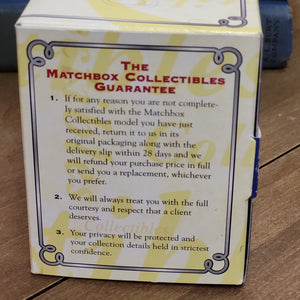 THE
MATCHBOX COLLECTIBLES
GUARANTEE
1. If for any reason you are not complete-
ly satisfied with the Matchbox
Collectibles model you have just
received, return it to us in its
original packaging along with the
delivery slip within 28 days and we
will refund your purchase price in full
or send you a replacement, whichever
you prefer.
2. We will always treat you with the full
courtesy and respect that a client
deserves.
3. Your privacy will be protected and
your collection details held in strictest
confidence.
Collectibles